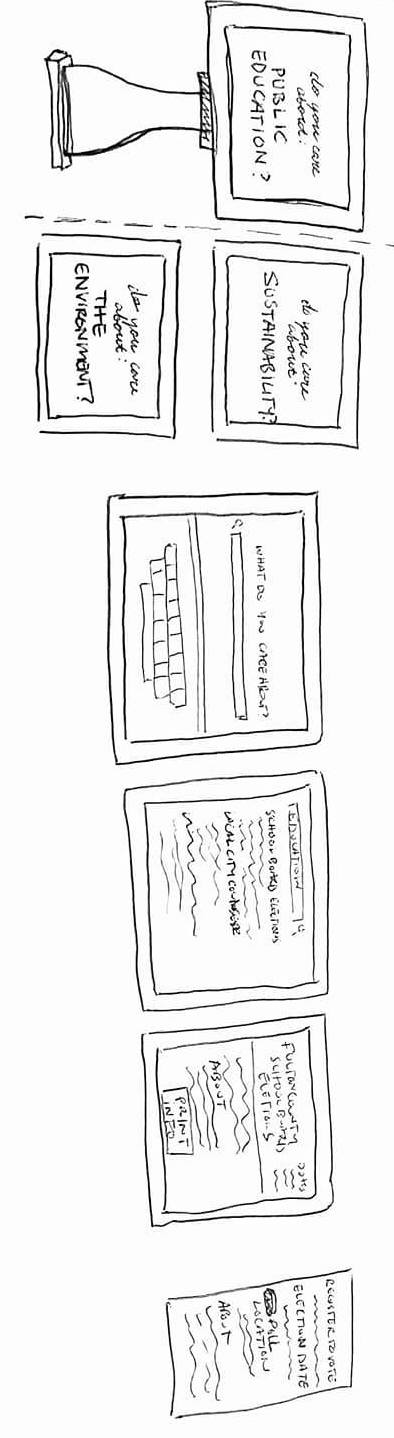 do you care
about:
PUBLIC
EDUCATION?
do you care
about:
SUSTAINABILITY?
do you care
about:
THE
ENVIRONMENT?
WHAT DO YOU CARE ABOUT?
EDUCATION
SCHOOL BOARD ELECTIONS
LOCAL CITY
FULTON COUNTY
SCHOOL BOARD
ELECTIONS
DATES
ABOUT
PRINT
INFO
REGISTER TO VOTE
ELECTION DATE
POLL
LOCATION
ABOUT